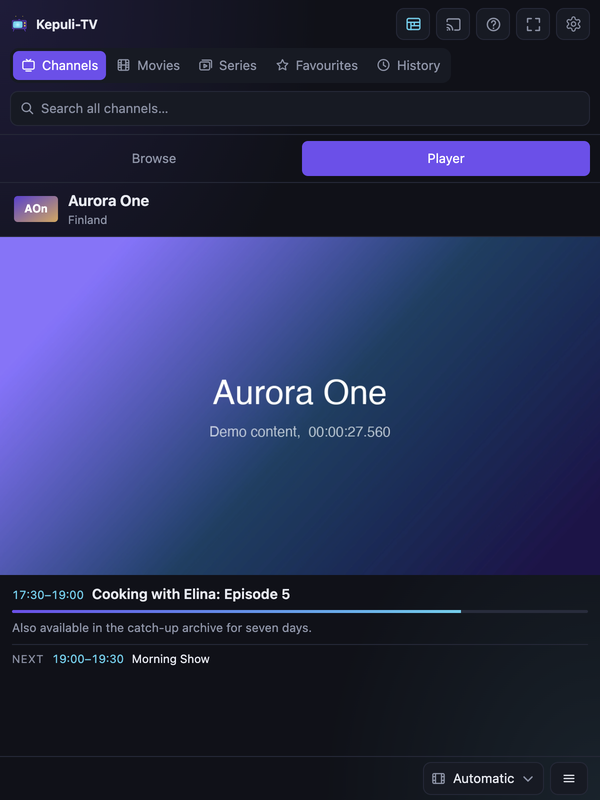 Kepuli-TV
Channels Movies Series Favourites History
Search all channels...
Browse Player
AOn
Aurora One
Finland
Aurora One
Demo content, 00:00:27.560
17:30–19:00 Cooking with Elina: Episode 5
Also available in the catch-up archive for seven days.
NEXT 19:00–19:30 Morning Show
Automatic